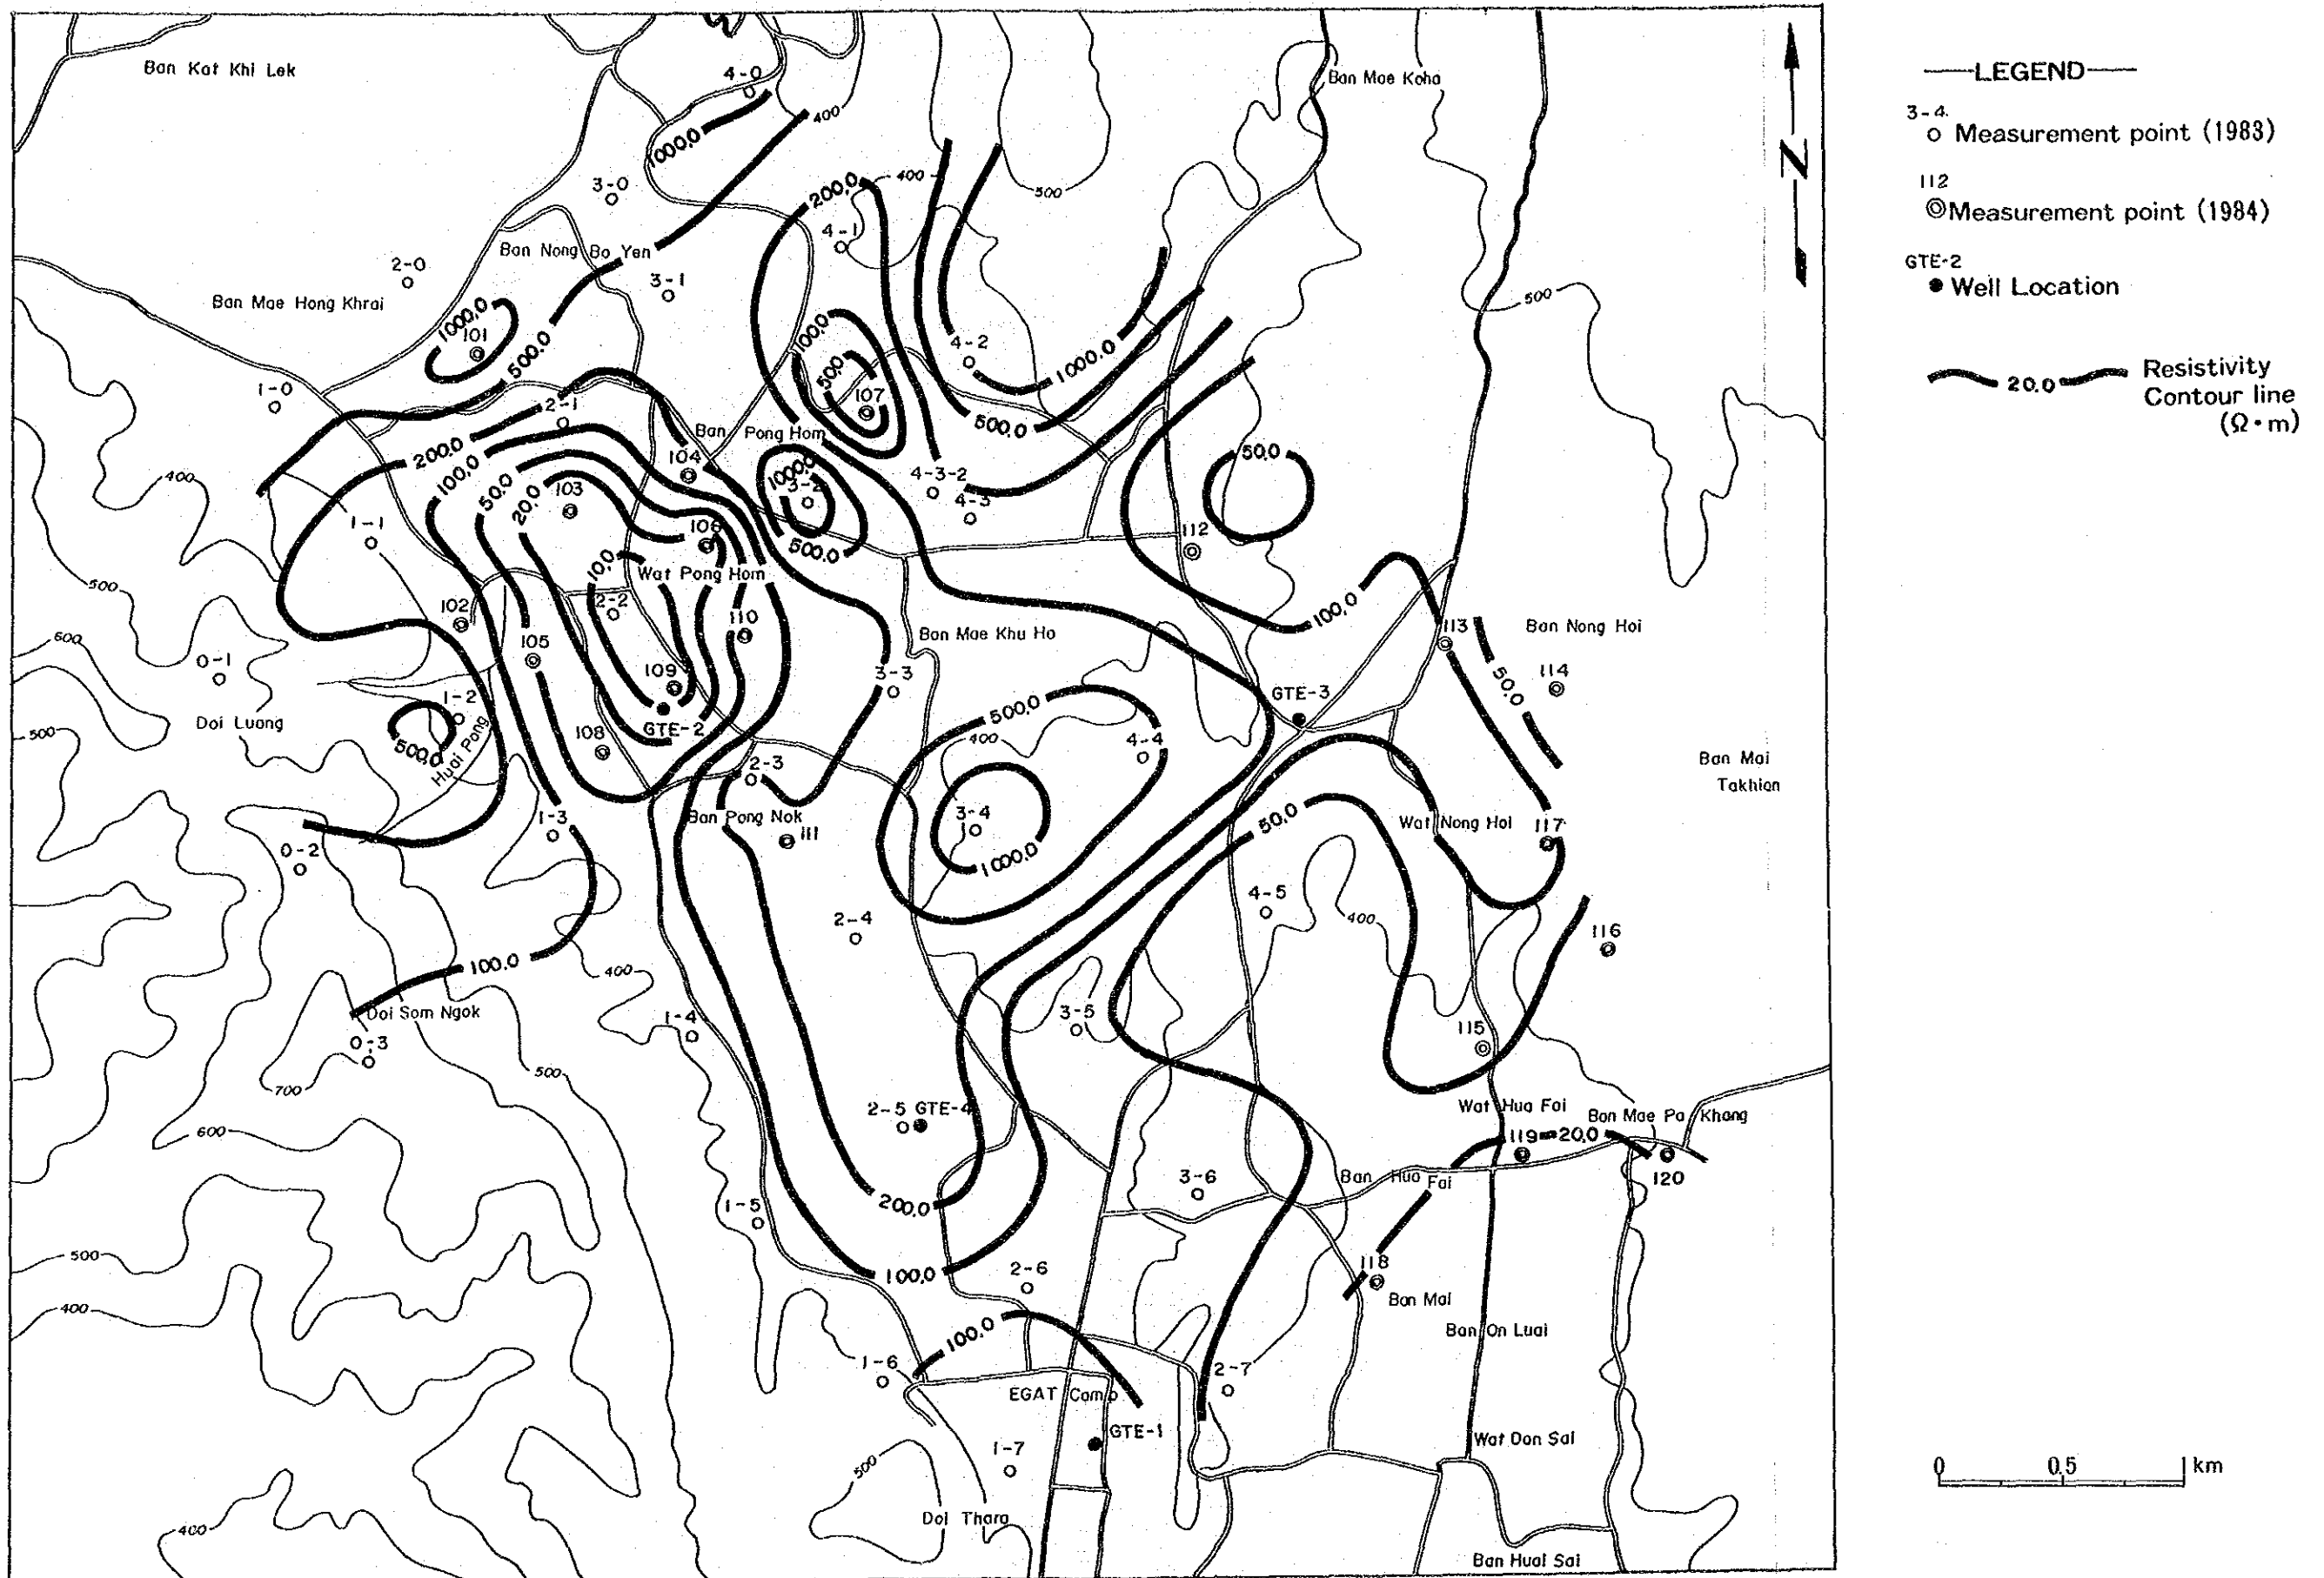 Ban Kat Khi Lek
4-0
1000.0
400
Ban Mae Koha
3-0
200.0
400
500
4-1
Ban Nong Bo Yen
2-0
3-1
Ban Mae Hong Khrai
1000.0
101
500.0
100.0
50.0
107
4-2
1000.0
500
1-0
2-1
500.0
Ban Pong Hom
200.0
100.0
50.0
20.0
103
104
1000.0
3-2
500.0
4-3-2
4-3
50.0
400
1-1
106
112
10.0
Wat Pong Hom
500
102
2-2
110
100.0
600
105
Ban Mae Khu Ho
113
Ban Nong Hoi
0-1
109
3-3
114
50.0
1-2
GTE-3
Doi Luang
500.0
Huai Pong
108
GTE-2
500.0
400
4-4
500
2-3
Ban Mai
Takhian
1-3
Ban Pong Nok
111
3-4
1000.0
50.0
Wat Nong Hoi
117
0-2
2-4
4-5
400
116
100.0
400
Doi Som Ngok
0-3
1-4
3-5
115
700
500
600
2-5 GTE-4
Wat Hua Fai
Ban Mae Pa Khang
119
20.0
120
3-6
Ban Hua
Fai
1-5
200.0
500
100.0
2-6
118
Ban Mai
400
Ban On Luai
100.0
1-6
2-7
EGAT Camp
GTE-1
1-7
Wat Don Sai
500
Doi Thara
400
Ban Huai Sai
LEGEND
3-4
Measurement point (1983)
112
Measurement point (1984)
GTE-2
Well Location
20.0
Resistivity
Contour line
(Ω・m)
N
0 0.5 1 km